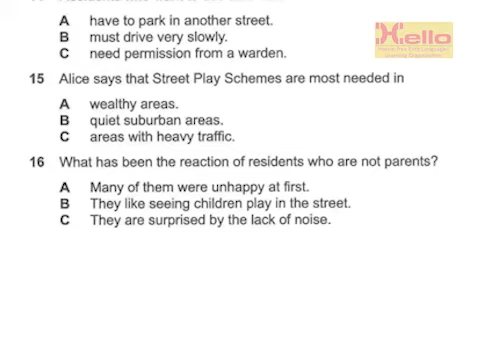 A have to park in another street.
B must drive very slowly.
C need permission from a warden.
Xello
15 Alice says that Street Play Schemes are most needed in
A wealthy areas.
B quiet suburban areas.
C areas with heavy traffic.
16 What has been the reaction of residents who are not parents?
A Many of them were unhappy at first.
B They like seeing children play in the street.
C They are surprised by the lack of noise.